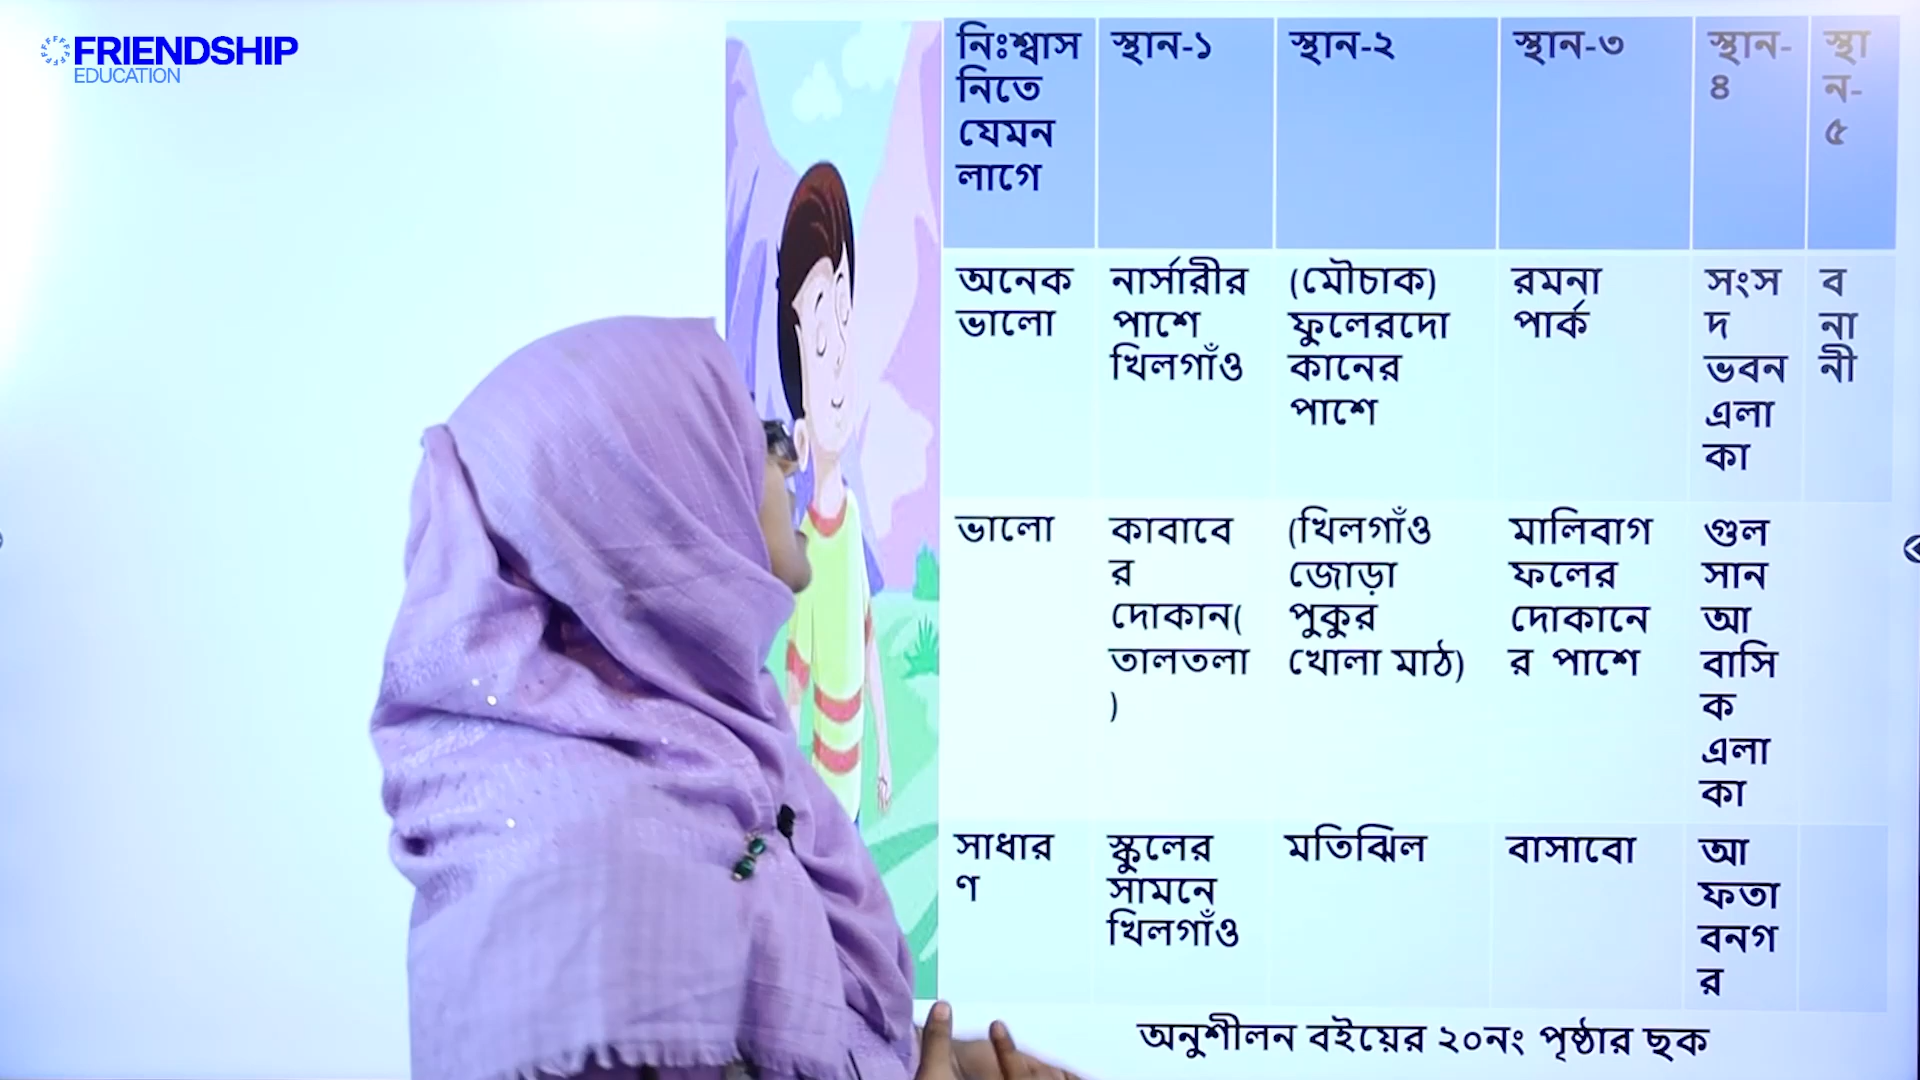 FRIENDSHIP
EDUCATION
নিঃশ্বাস
নিতে
যেমন
লাগে
স্থান-১
স্থান-২
স্থান-৩
স্থান-
৪
স্থা
ন-
৫
অনেক
ভালো
নার্সারীর
পাশে
খিলগাঁও
(মৌচাক)
ফুলেরদো
কানের
পাশে
রমনা
পার্ক
সংস
দ
ভবন
এলা
কা
ব
না
নী
ভালো
কাবাবে
র
দোকান(
তালতলা
)
(খিলগাঁও
জোড়া
পুকুর
খোলা মাঠ)
মালিবাগ
ফলের
দোকানে
র পাশে
গুল
সান
আ
বাসি
ক
এলা
কা
সাধার
ণ
স্কুলের
সামনে
খিলগাঁও
মতিঝিল
বাসাবো
আ
ফতা
বনগ
র
অনুশীলন বইয়ের ২০নং পৃষ্ঠার ছক